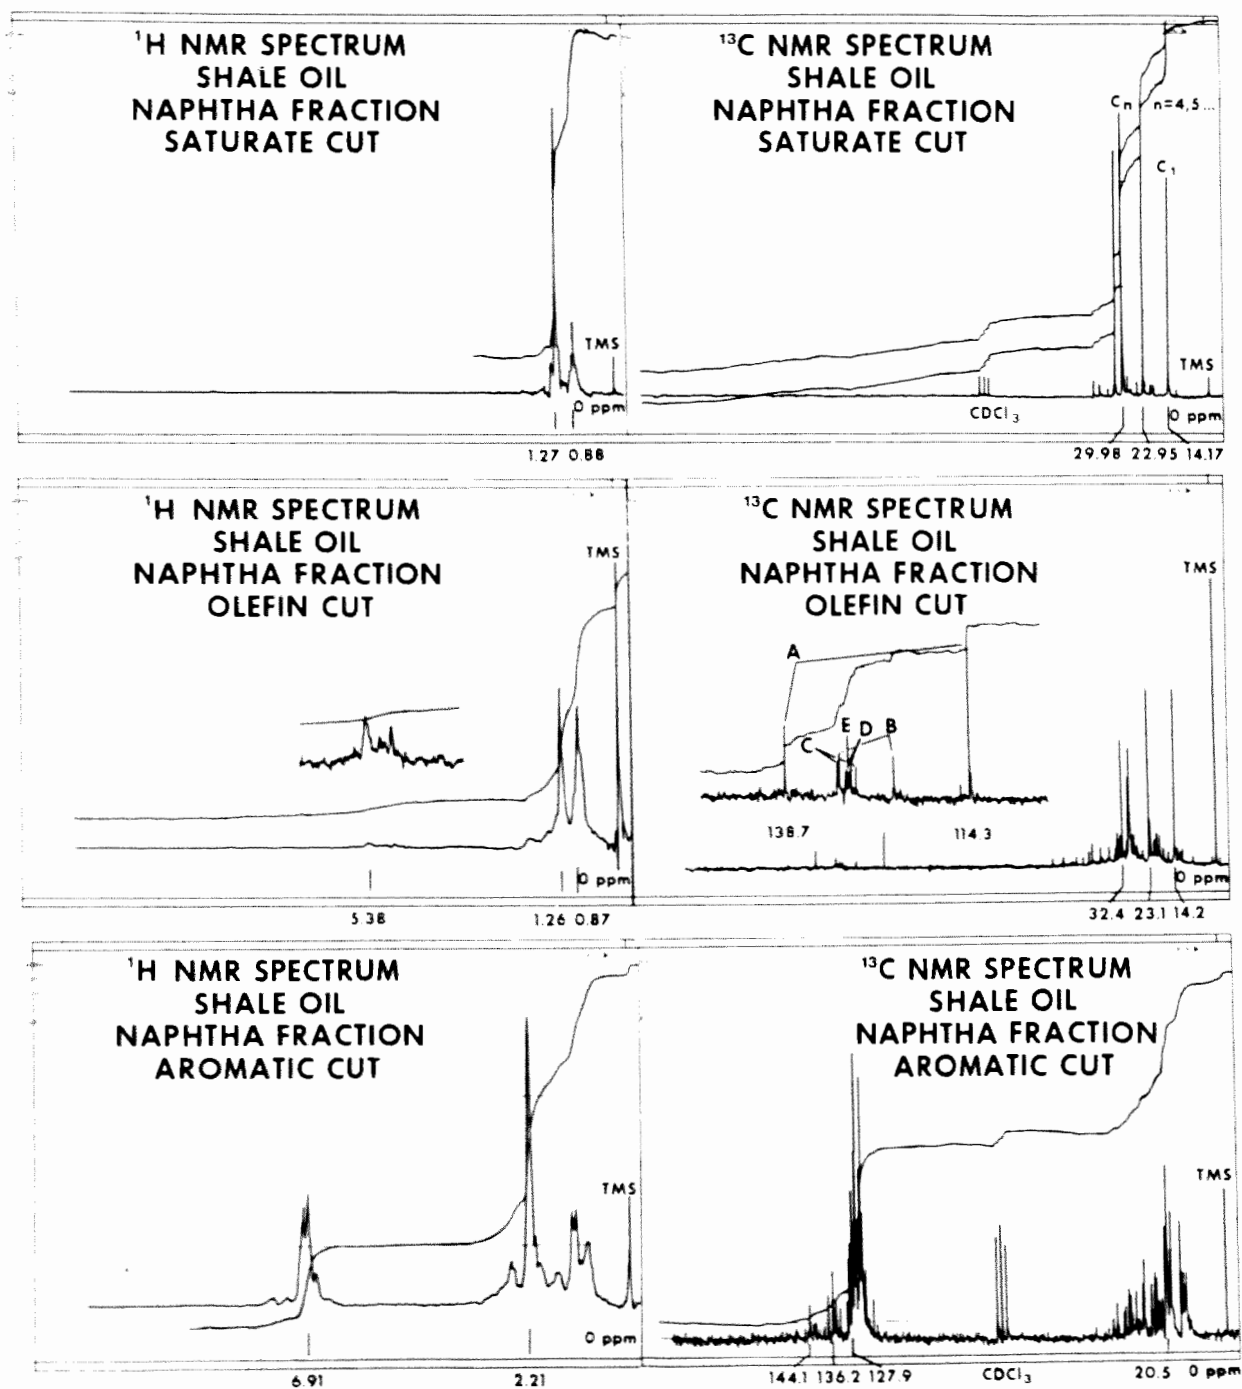 ¹H NMR SPECTRUM
SHALE OIL
NAPHTHA FRACTION
SATURATE CUT
TMS
0 ppm
1.27 0.88
¹³C NMR SPECTRUM
SHALE OIL
NAPHTHA FRACTION
SATURATE CUT
Cn n=4,5...
C₁
TMS
CDCl₃
0 ppm
29.98 22.95 14.17
¹H NMR SPECTRUM
SHALE OIL
NAPHTHA FRACTION
OLEFIN CUT
TMS
0 ppm
5.38 1.26 0.87
¹³C NMR SPECTRUM
SHALE OIL
NAPHTHA FRACTION
OLEFIN CUT
TMS
A
E D B
C
138.7 114.3
0 ppm
32.4 23.1 14.2
¹H NMR SPECTRUM
SHALE OIL
NAPHTHA FRACTION
AROMATIC CUT
TMS
0 ppm
6.91 2.21
¹³C NMR SPECTRUM
SHALE OIL
NAPHTHA FRACTION
AROMATIC CUT
TMS
144.1 136.2 127.9 CDCl₃ 20.5 0 ppm